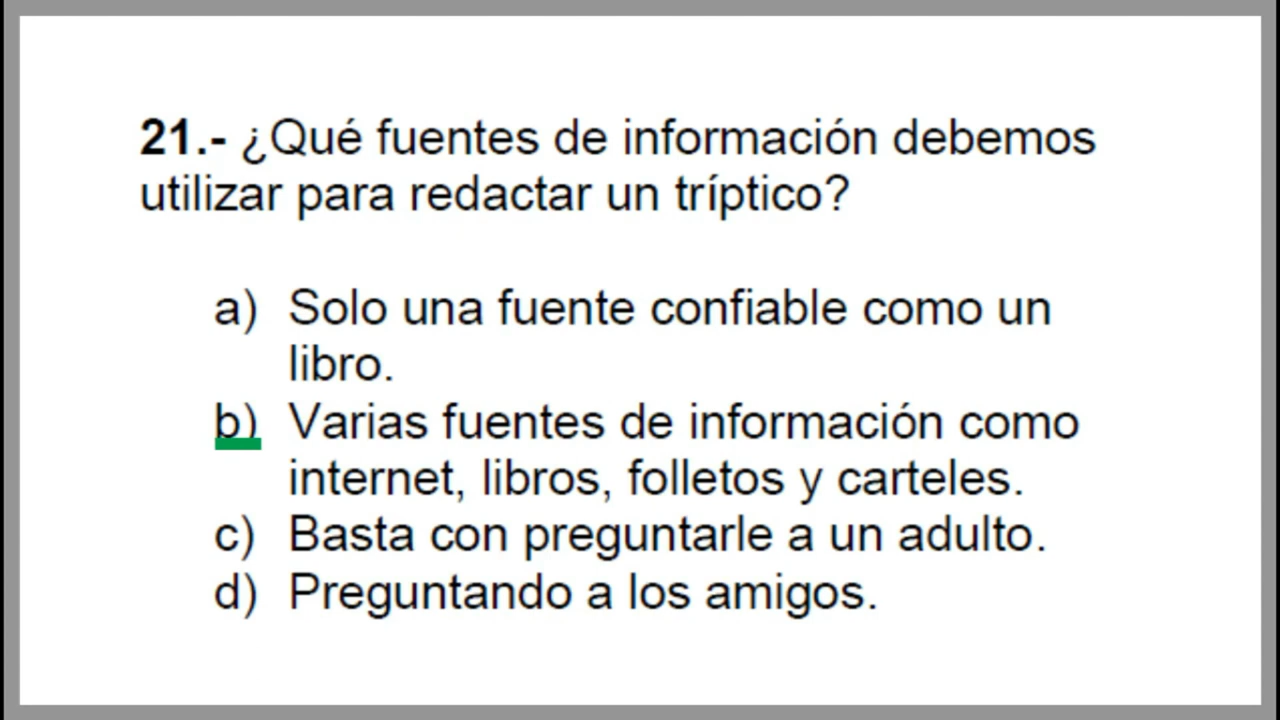 21.- ¿Qué fuentes de información debemos
utilizar para redactar un tríptico?
a) Solo una fuente confiable como un
libro.
b) Varias fuentes de información como
internet, libros, folletos y carteles.
c) Basta con preguntarle a un adulto.
d) Preguntando a los amigos.